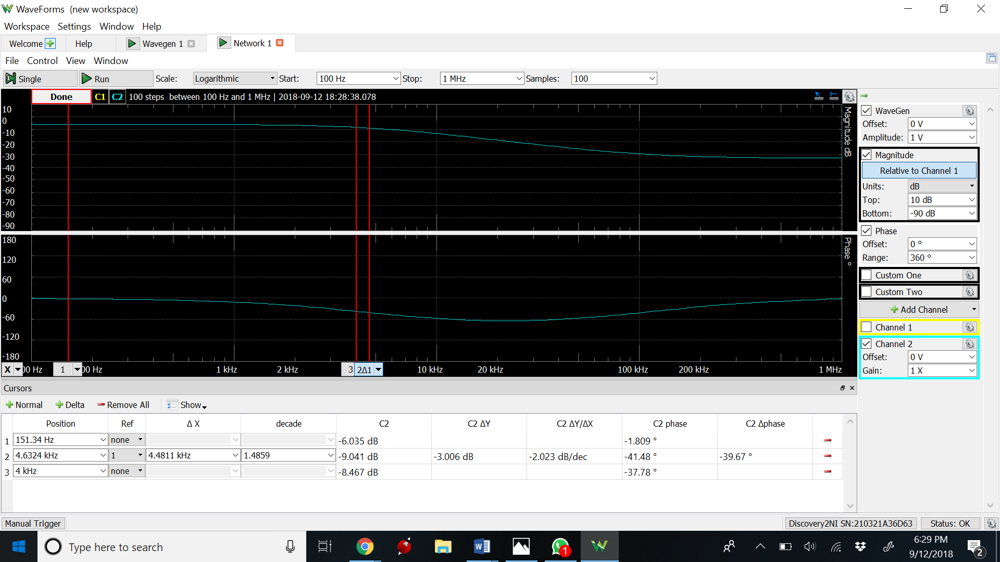 WaveForms (new workspace)
Workspace Settings Window Help
Welcome Help Wavegen 1 Network 1
File Control View Window
Single Run Scale: Logarithmic Start: 100 Hz Stop: 1 MHz Samples: 100
Done C1 C2 100 steps between 100 Hz and 1 MHz | 2018-09-12 18:28:38.078
10
0
-10
-20
-30
-40
-50
-60
-70
-80
-90
Magnitude dB
180
120
60
0
-60
-120
-180
Phase °
X 00 Hz 1 00 Hz 1 kHz 2 kHz 3 2Δ1 10 kHz 20 kHz 100 kHz 200 kHz 1 MHz
WaveGen
Offset: 0 V
Amplitude: 1 V
Magnitude
Relative to Channel 1
Units: dB
Top: 10 dB
Bottom: -90 dB
Phase
Offset: 0 °
Range: 360 °
Custom One
Custom Two
Add Channel
Channel 1
Channel 2
Offset: 0 V
Gain: 1 X
Cursors
Normal Delta Remove All Show
Position Ref Δ X decade C2 C2 ΔY C2 ΔY/ΔX C2 phase C2 Δphase
1 151.34 Hz none -6.035 dB -1.809 °
2 4.6324 kHz 1 4.4811 kHz 1.4859 -9.041 dB -3.006 dB -2.023 dB/dec -41.48 ° -39.67 °
3 4 kHz none -8.467 dB -37.78 °
Manual Trigger Discovery2NI SN:210321A36D63 Status: OK
Type here to search 1 6:29 PM
9/12/2018 2